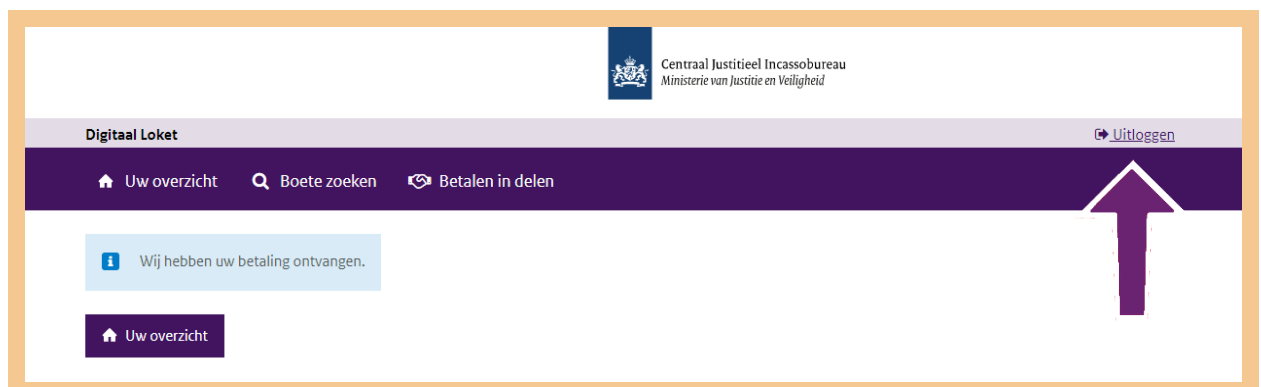 Centraal Justitieel Incassobureau
Ministerie van Justitie en Veiligheid
Digitaal Loket
Uitloggen
Uw overzicht
Boete zoeken
Betalen in delen
Wij hebben uw betaling ontvangen.
Uw overzicht